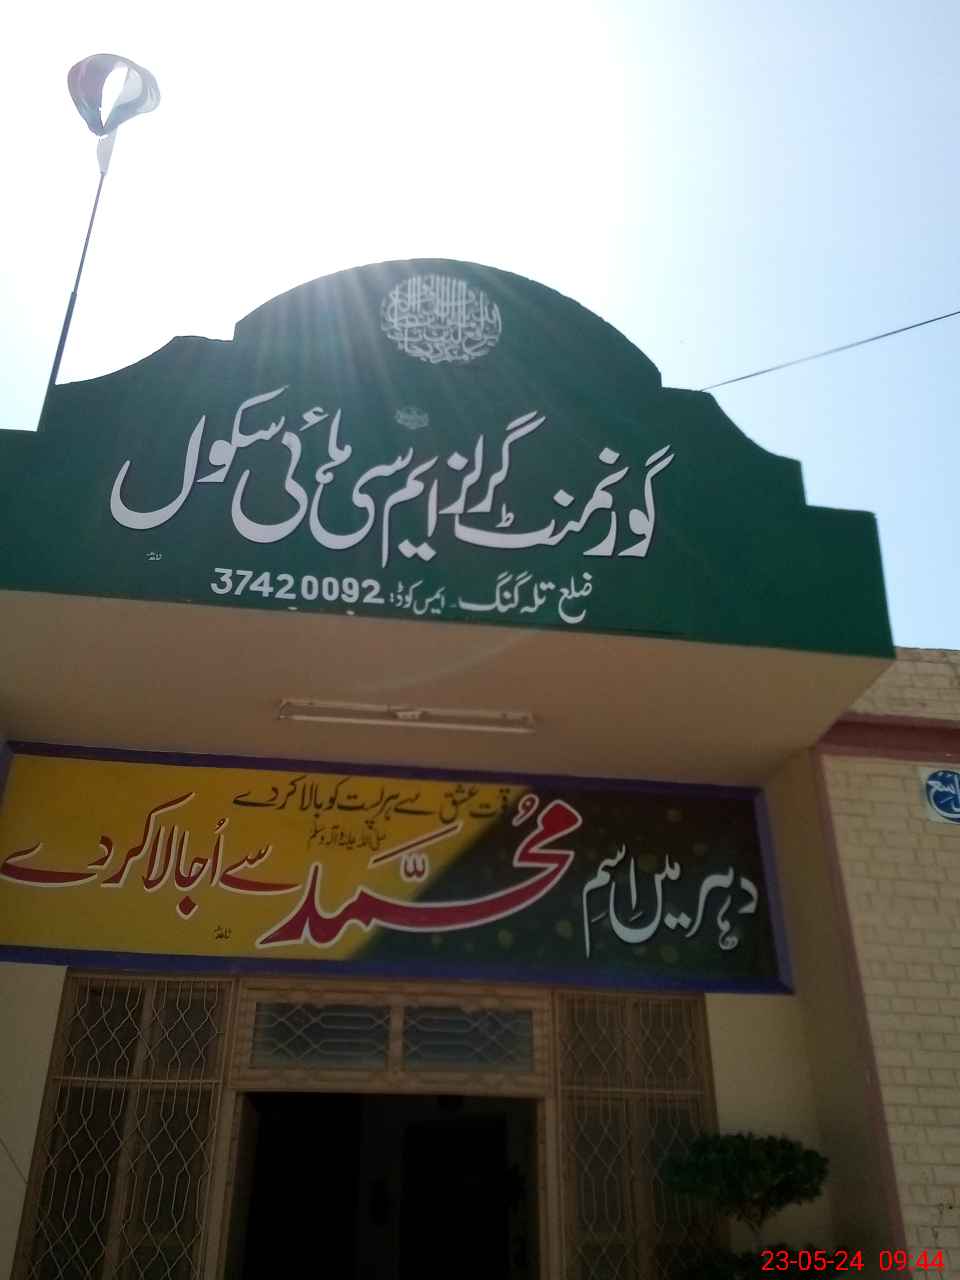 گورنمنٹ گرلز ایم سی ہائی سکول
ضلع تلہ گنگ۔ ایمس کوڈ: 37420092
قوت عشق سے ہر پست کو بالا کر دے
دہر میں اسمِ محمدؐ سے اُجالا کر دے
صلی اللہ علیہ وآلہ وسلم
23-05-24 09:44